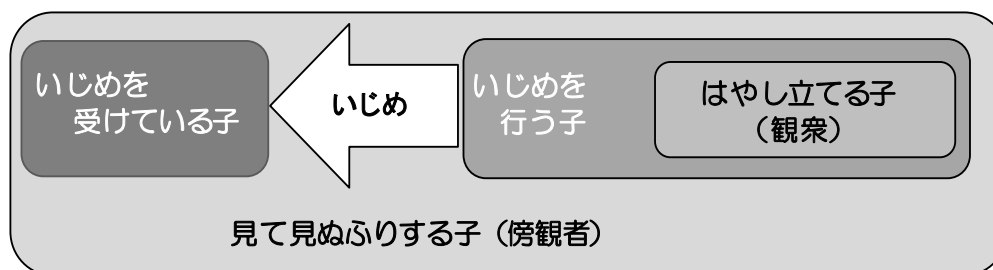 いじめを
受けている子
いじめ
いじめを
行う子
はやし立てる子
（観衆）
見て見ぬふりする子（傍観者）